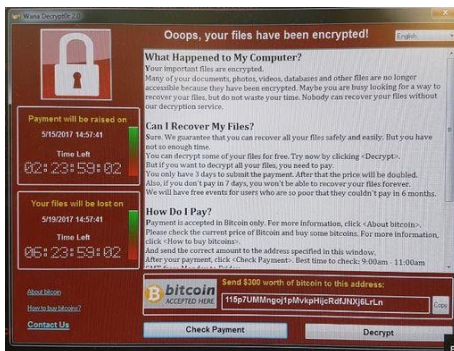 Wana Decrypt0r 2.0
Ooops, your files have been encrypted!
English
What Happened to My Computer?
Your important files are encrypted.
Many of your documents, photos, videos, databases and other files are no longer
accessible because they have been encrypted. Maybe you are busy looking for a way to
recover your files, but do not waste your time. Nobody can recover your files without
our decryption service.
Can I Recover My Files?
Sure. We guarantee that you can recover all your files safely and easily. But you have
not so enough time.
You can decrypt some of your files for free. Try now by clicking <Decrypt>.
But if you want to decrypt all your files, you need to pay.
You only have 3 days to submit the payment. After that the price will be doubled.
Also, if you don't pay in 7 days, you won't be able to recover your files forever.
We will have free events for users who are so poor that they couldn't pay in 6 months.
How Do I Pay?
Payment is accepted in Bitcoin only. For more information, click <About bitcoin>.
Please check the current price of Bitcoin and buy some bitcoins. For more information,
click <How to buy bitcoins>.
And send the correct amount to the address specified in this window.
After your payment, click <Check Payment>. Best time to check: 9:00am - 11:00am
GMT from Monday to Friday.
Payment will be raised on
5/15/2017 14:57:41
Time Left
02:23:59:02
Your files will be lost on
5/19/2017 14:57:41
Time Left
06:23:59:02
About bitcoin
How to buy bitcoins?
Contact Us
bitcoin
ACCEPTED HERE
Send $300 worth of bitcoin to this address:
115p7UMMngoj1pMvkpHijcRdfJNXj6LrLn
Copy
Check Payment
Decrypt